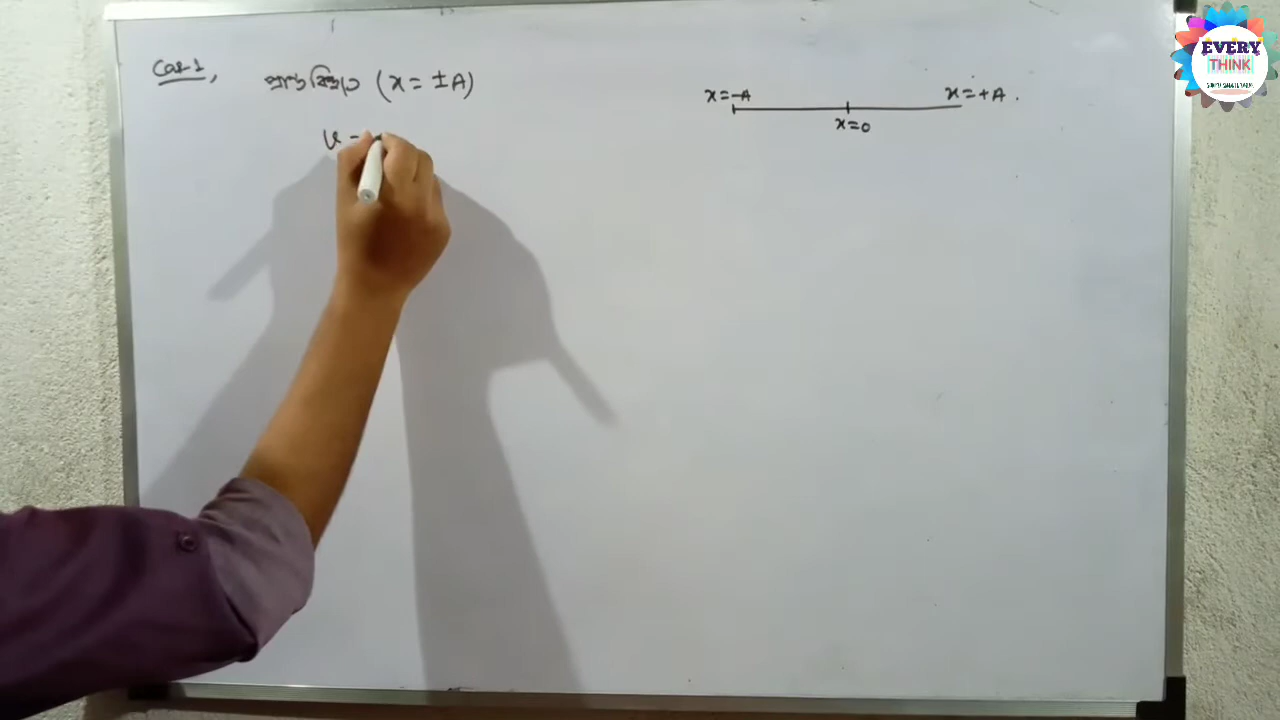 Case-1, প্রান্ত বিন্দুতে (x = ±A)
v =
x=-A x=+A.
x=0
EVERY
THINK